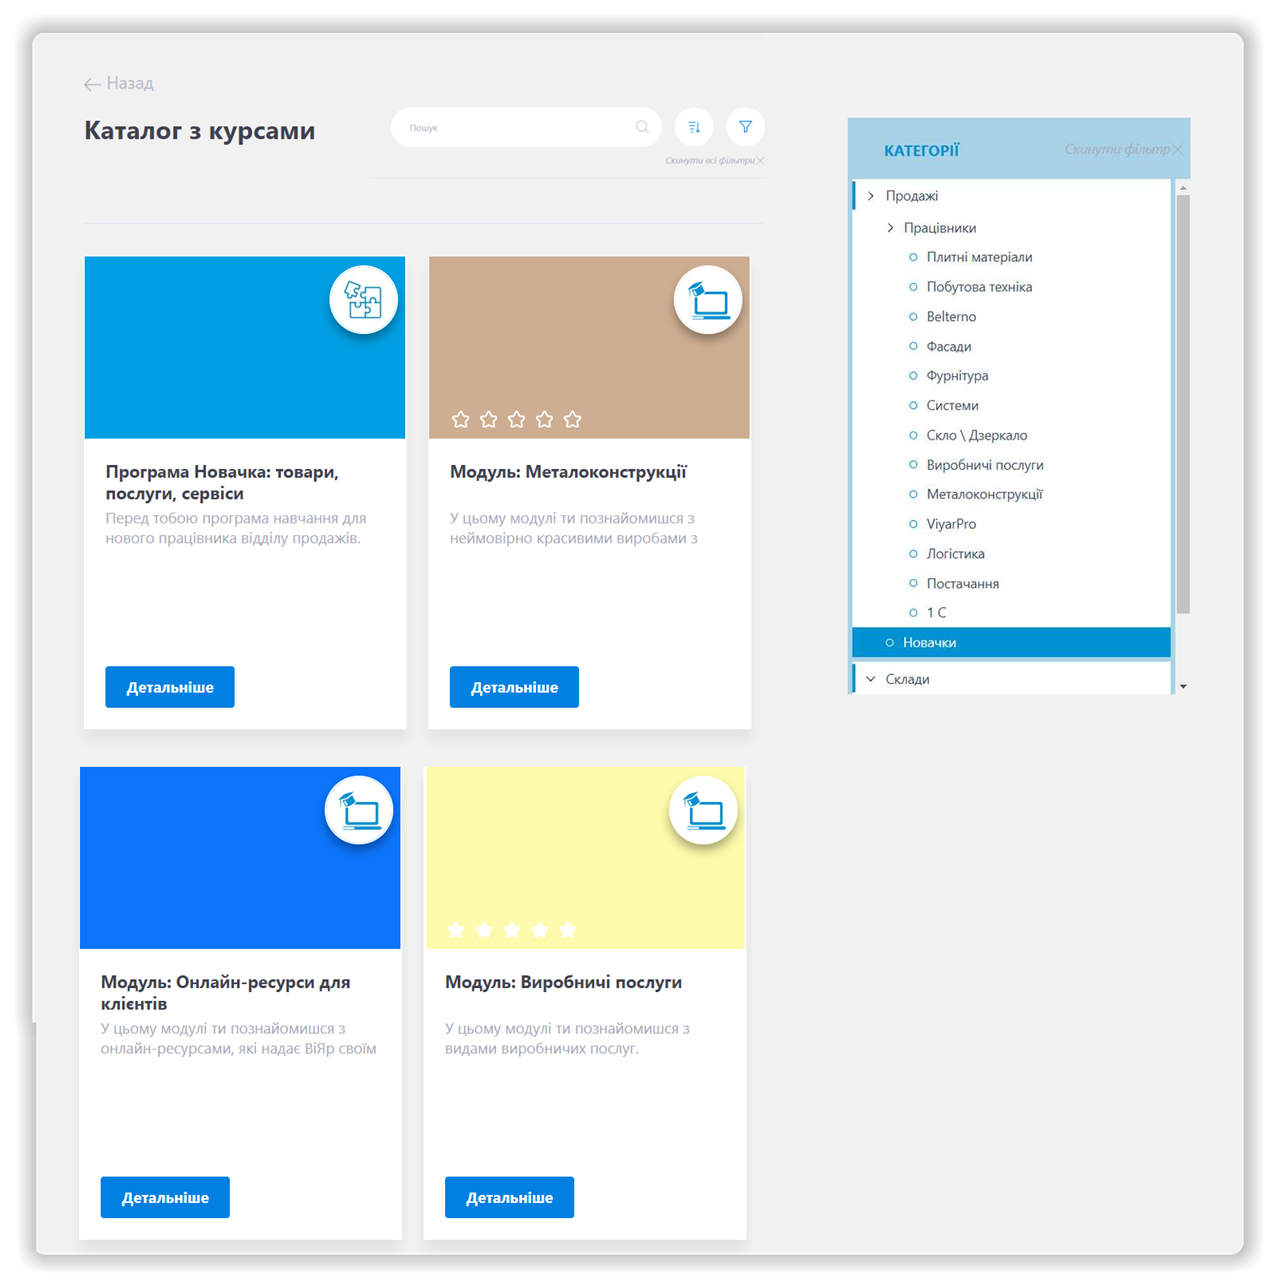 Назад
Каталог з курсами
Пошук
Скинути всі фільтри
Програма Новачка: товари,
послуги, сервіси
Перед тобою програма навчання для
нового працівника відділу продажів.
Детальніше
Модуль: Металоконструкції
У цьому модулі ти познайомишся з
неймовірно красивими виробами з
Детальніше
Модуль: Онлайн-ресурси для
клієнтів
У цьому модулі ти познайомишся з
онлайн-ресурсами, які надає ВіЯр своїм
Детальніше
Модуль: Виробничі послуги
У цьому модулі ти познайомишся з
видами виробничих послуг.
Детальніше
КАТЕГОРІЇ
Скинути фільтр
Продажі
Працівники
Плитні матеріали
Побутова техніка
Belterno
Фасади
Фурнітура
Системи
Скло \ Дзеркало
Виробничі послуги
Металоконструкції
ViyarPro
Логістика
Постачання
1 С
Новачки
Склади